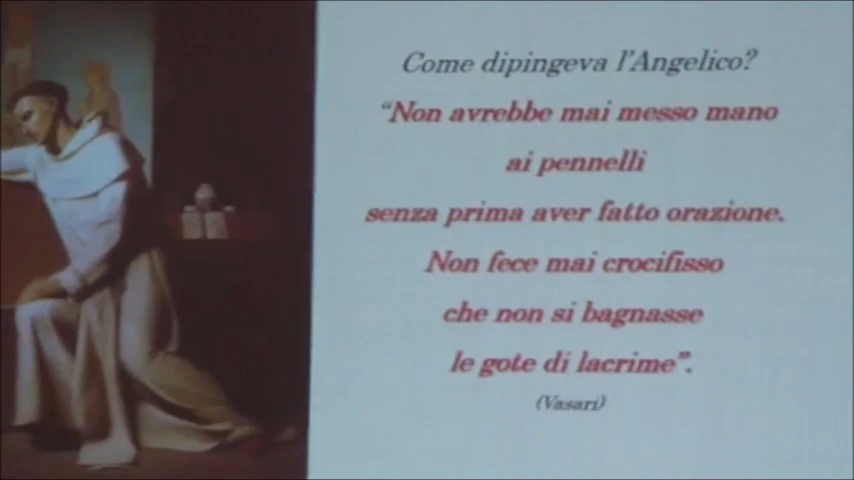 Come dipingeva l'Angelico?
“Non avrebbe mai messo mano
ai pennelli
senza prima aver fatto orazione.
Non fece mai crocifisso
che non si bagnasse
le gote di lacrime”.
(Vasari)